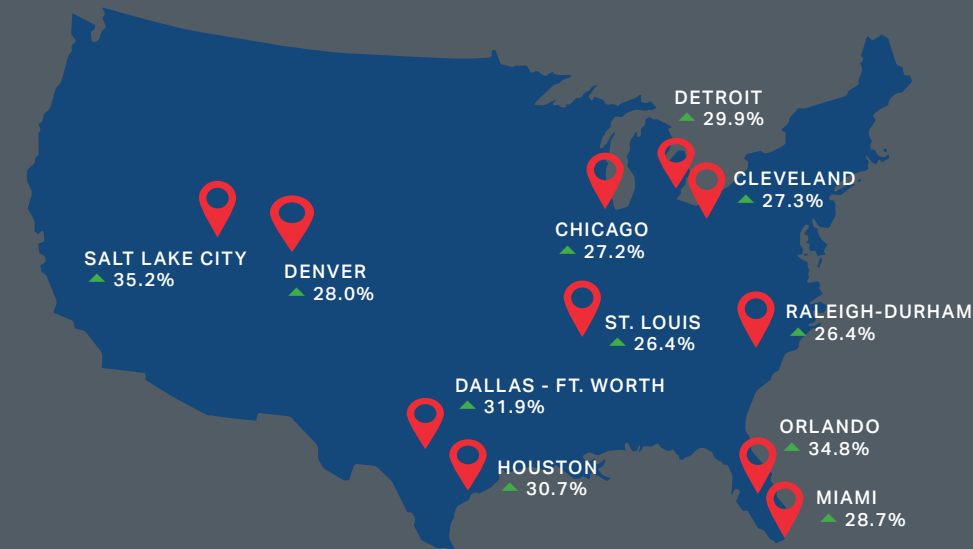 DETROIT
29.9%
CLEVELAND
27.3%
CHICAGO
27.2%
SALT LAKE CITY
35.2%
DENVER
28.0%
RALEIGH-DURHAM
26.4%
ST. LOUIS
26.4%
DALLAS - FT. WORTH
31.9%
HOUSTON
30.7%
ORLANDO
34.8%
MIAMI
28.7%